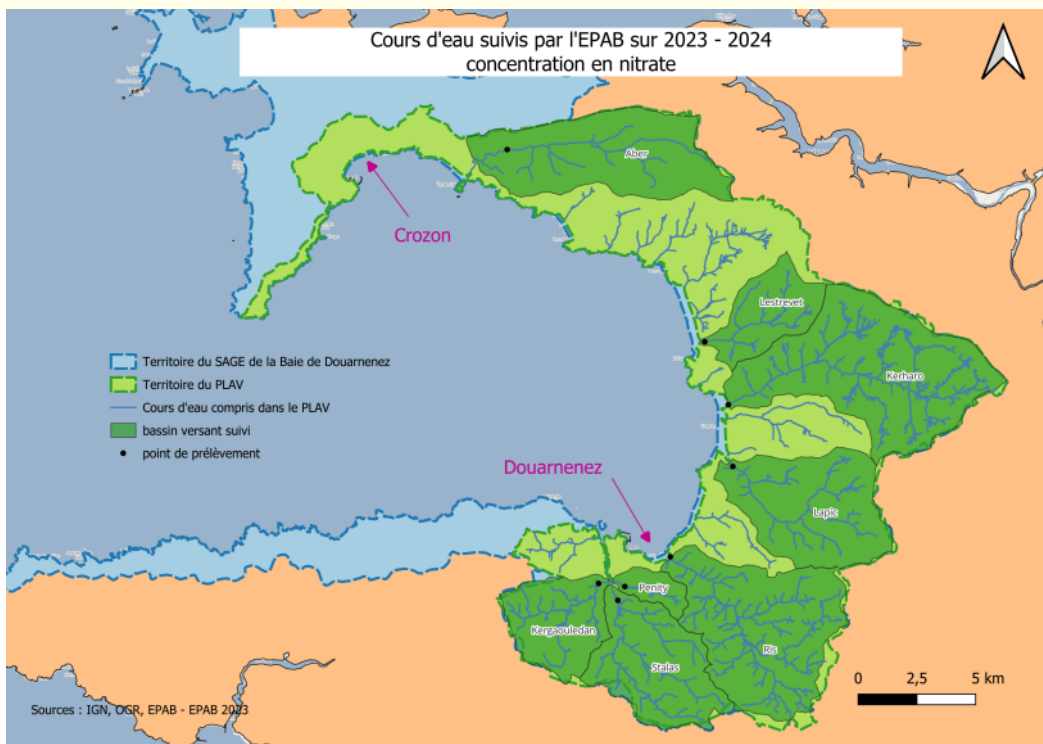 Cours d'eau suivis par l'EPAB sur 2023 - 2024
concentration en nitrate
Aber
Crozon
Lestrevet
Territoire du SAGE de la Baie de Douarnenez
Territoire du PLAV
Kerharo
Cours d'eau compris dans le PLAV
bassin versant suivi
point de prélèvement
Douarnenez
Lapic
Penity
Kergaouledan
Ris
Stalas
0 2,5 5 km
Sources : IGN, OGR, EPAB - EPAB 2023